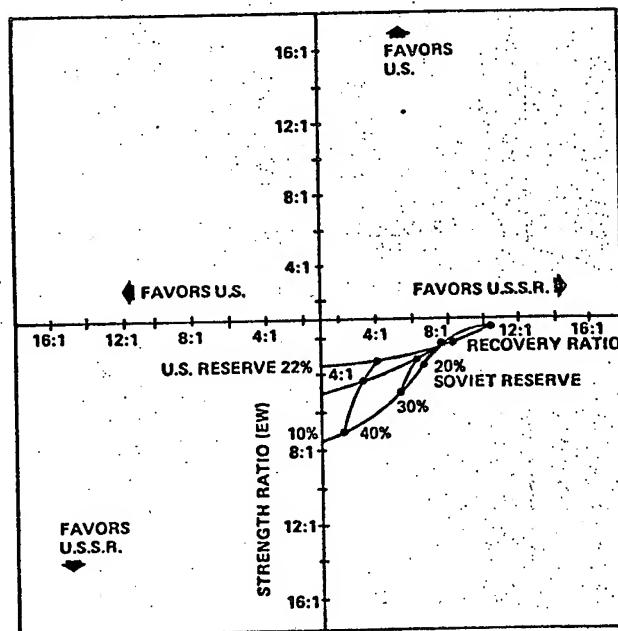 16:1
FAVORS
U.S.
12:1
8:1
4:1
FAVORS U.S.
FAVORS U.S.S.R.
16:1 12:1 8:1 4:1 4:1 8:1 12:1 16:1
RECOVERY RATIO
U.S. RESERVE 22%
4:1
20%
SOVIET RESERVE
30%
10%
40%
8:1
STRENGTH RATIO (EW)
12:1
FAVORS
U.S.S.R.
16:1